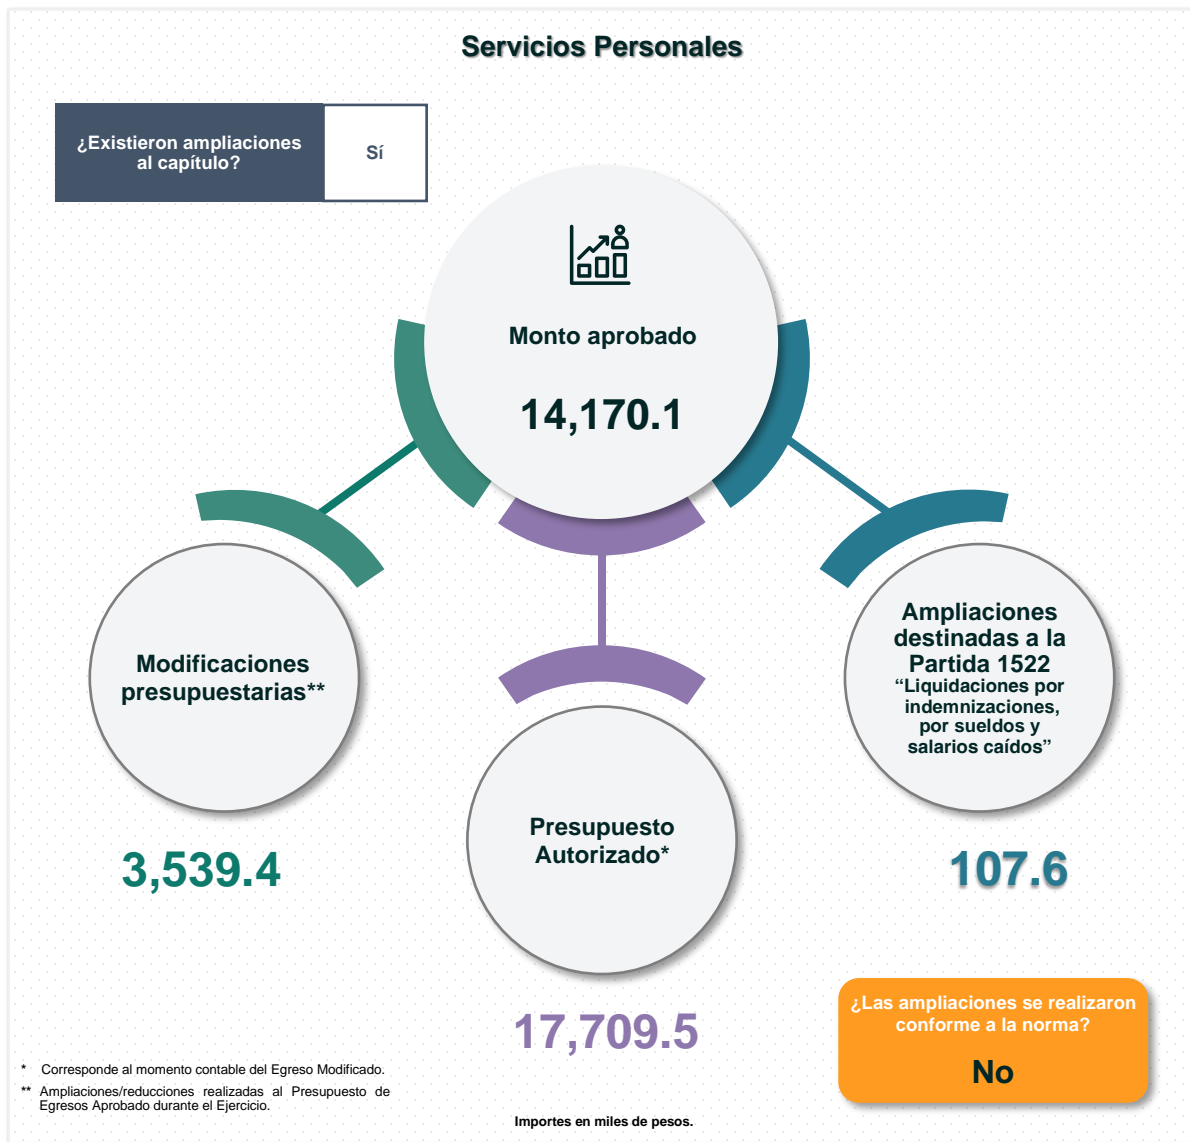 Servicios Personales
¿Existieron ampliaciones
al capítulo?
Sí
Monto aprobado
14,170.1
Modificaciones
presupuestarias**
3,539.4
Presupuesto
Autorizado*
17,709.5
Ampliaciones
destinadas a la
Partida 1522
“Liquidaciones por
indemnizaciones,
por sueldos y
salarios caídos”
107.6
¿Las ampliaciones se realizaron
conforme a la norma?
No
* Corresponde al momento contable del Egreso Modificado.
** Ampliaciones/reducciones realizadas al Presupuesto de
Egresos Aprobado durante el Ejercicio.
Importes en miles de pesos.